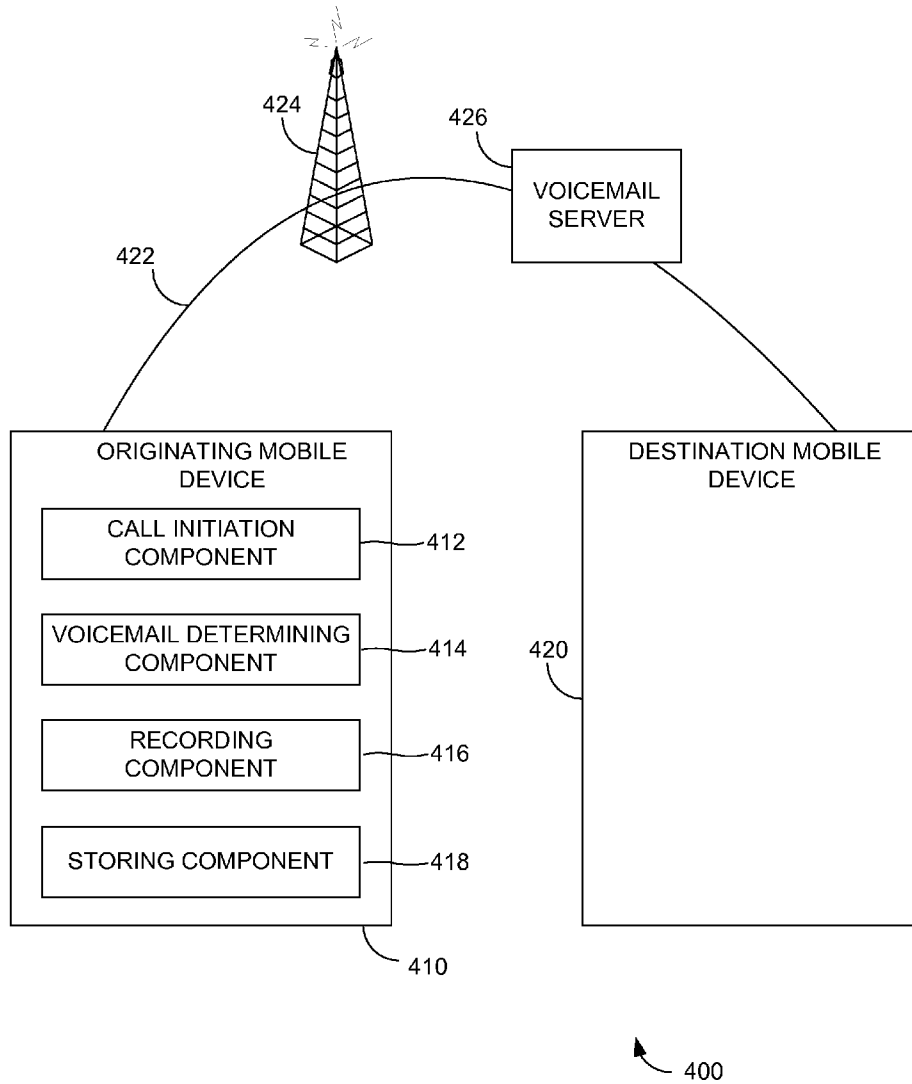 424
426
VOICEMAIL
SERVER
422
ORIGINATING MOBILE
DEVICE
CALL INITIATION
COMPONENT
412
VOICEMAIL DETERMINING
COMPONENT
414
RECORDING
COMPONENT
416
STORING COMPONENT
418
410
DESTINATION MOBILE
DEVICE
420
400